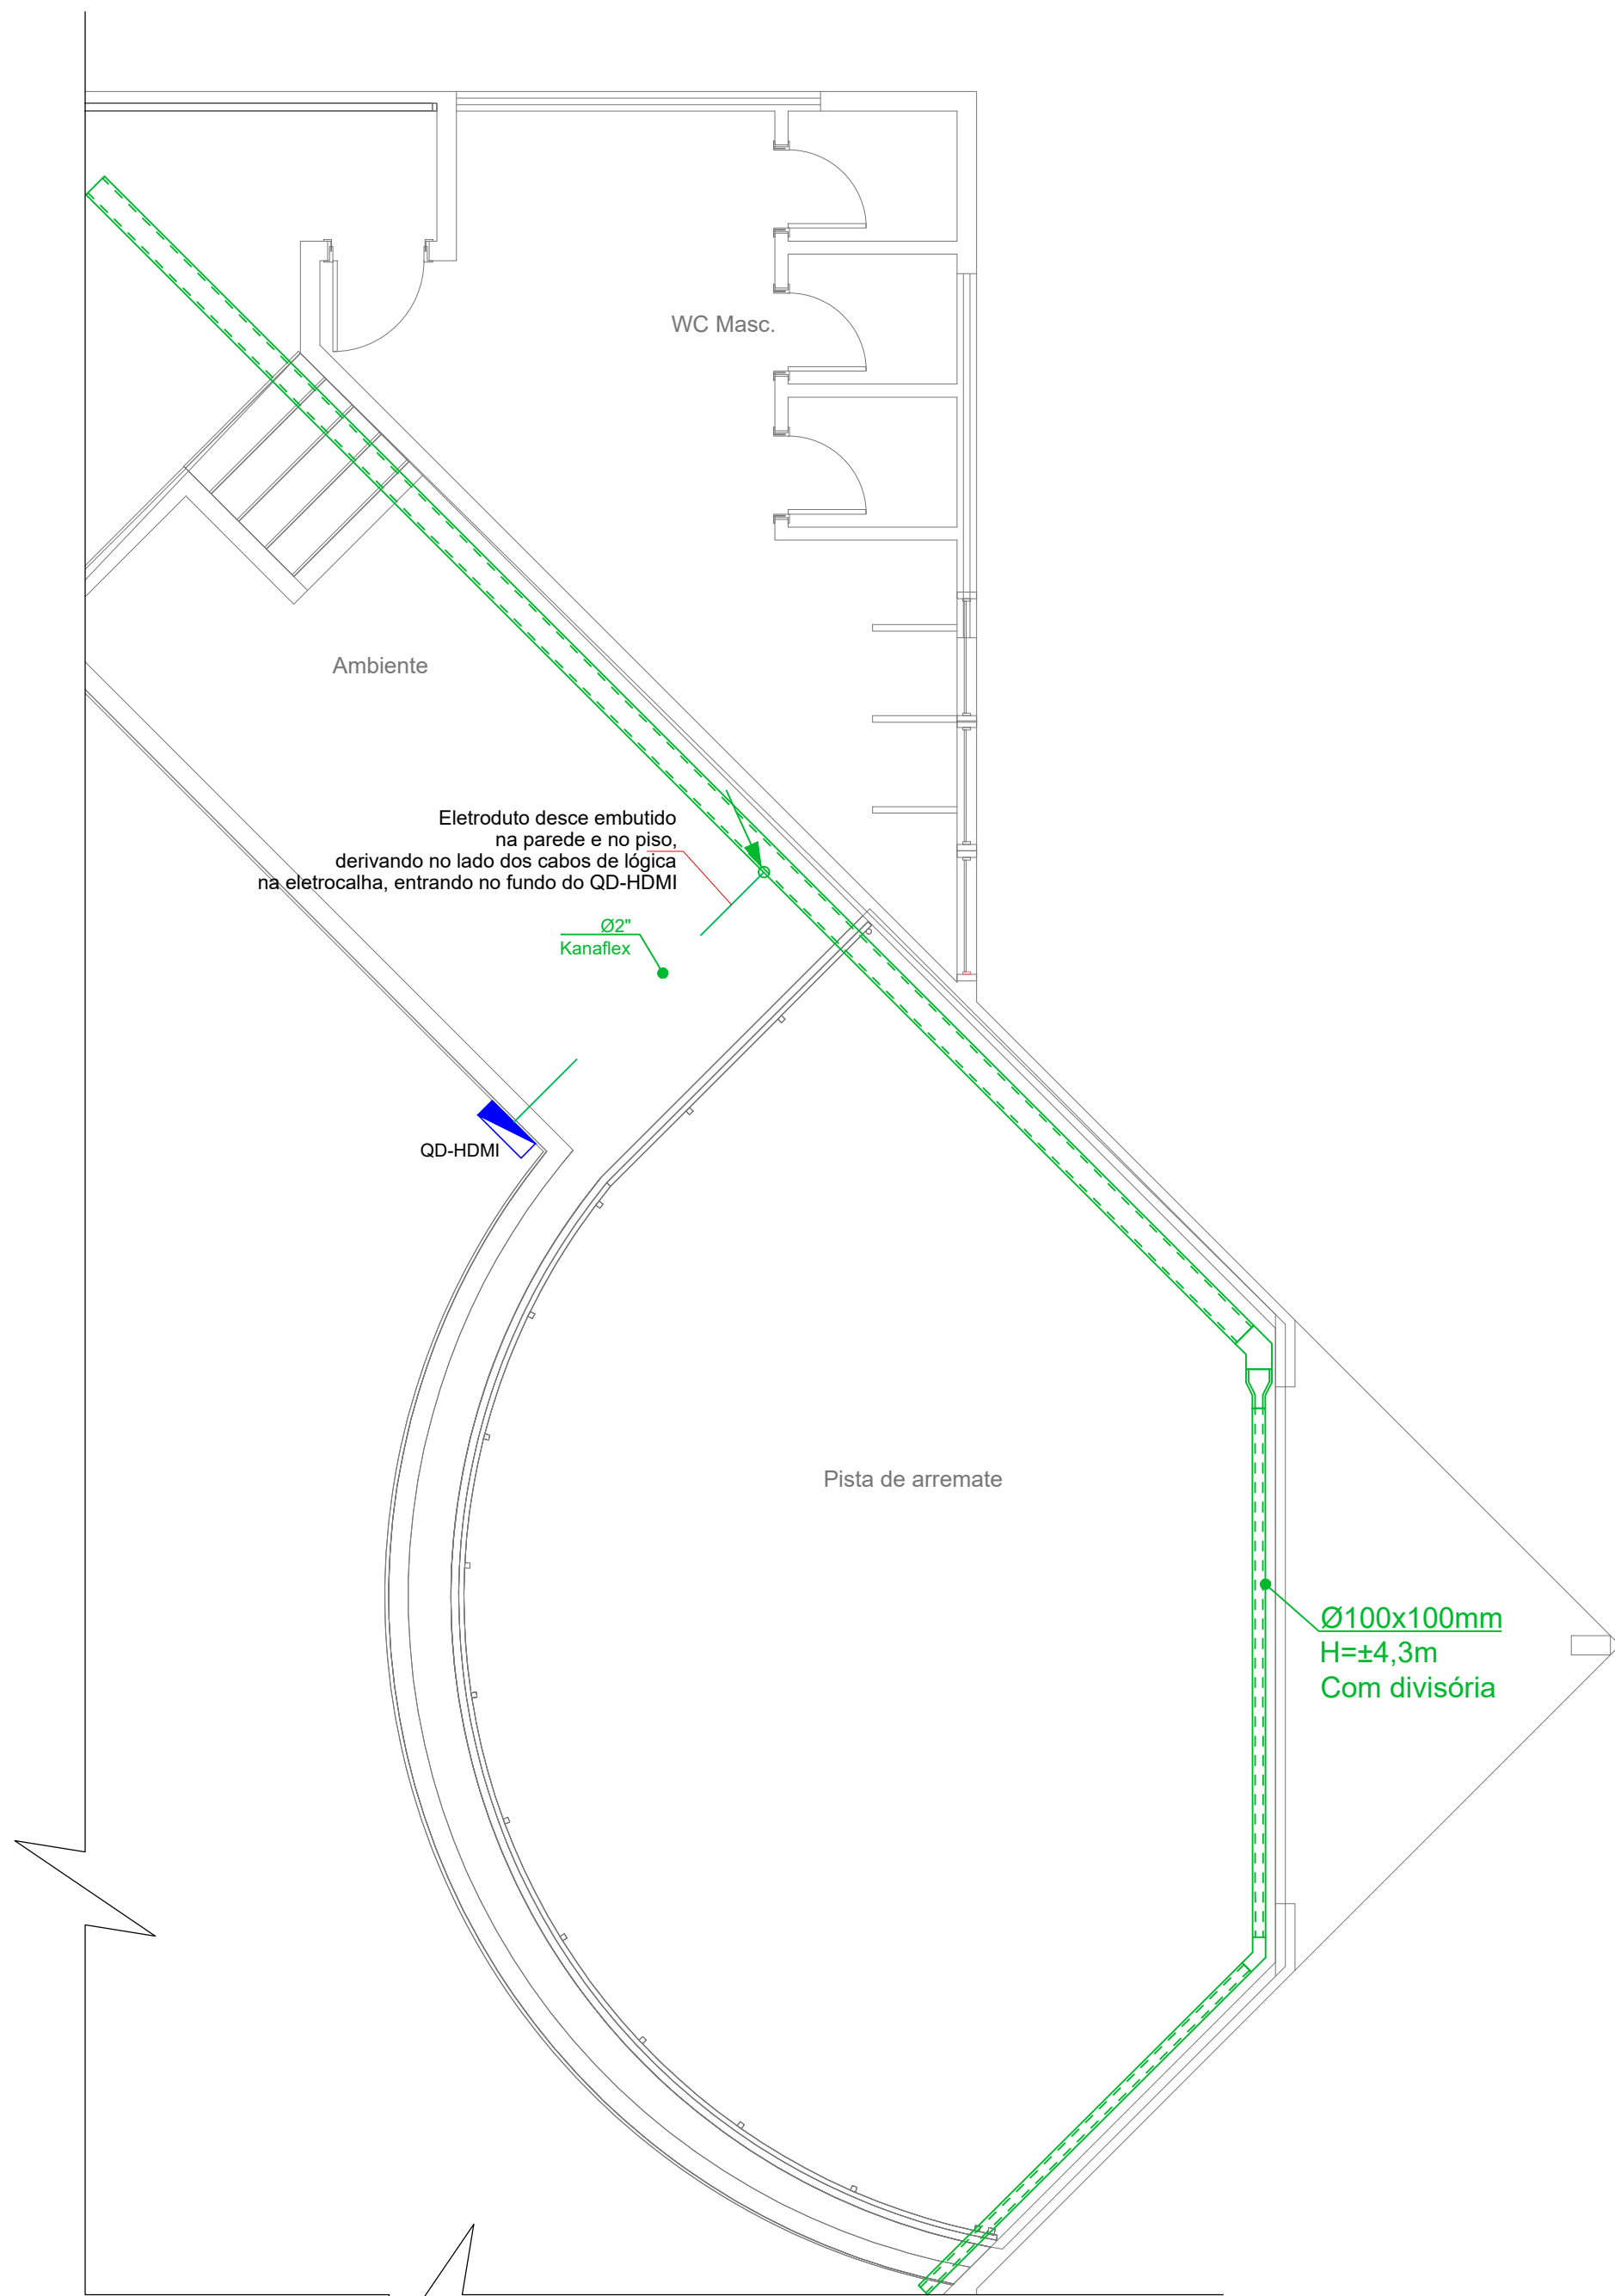 WC Masc.
Ambiente
Eletroduto desce embutido
na parede e no piso,
derivando no lado dos cabos de lógica
na eletrocalha, entrando no fundo do QD-HDMI
Ø2"
Kanaflex
QD-HDMI
Pista de arremate
Ø100x100mm
H=±4,3m
Com divisória